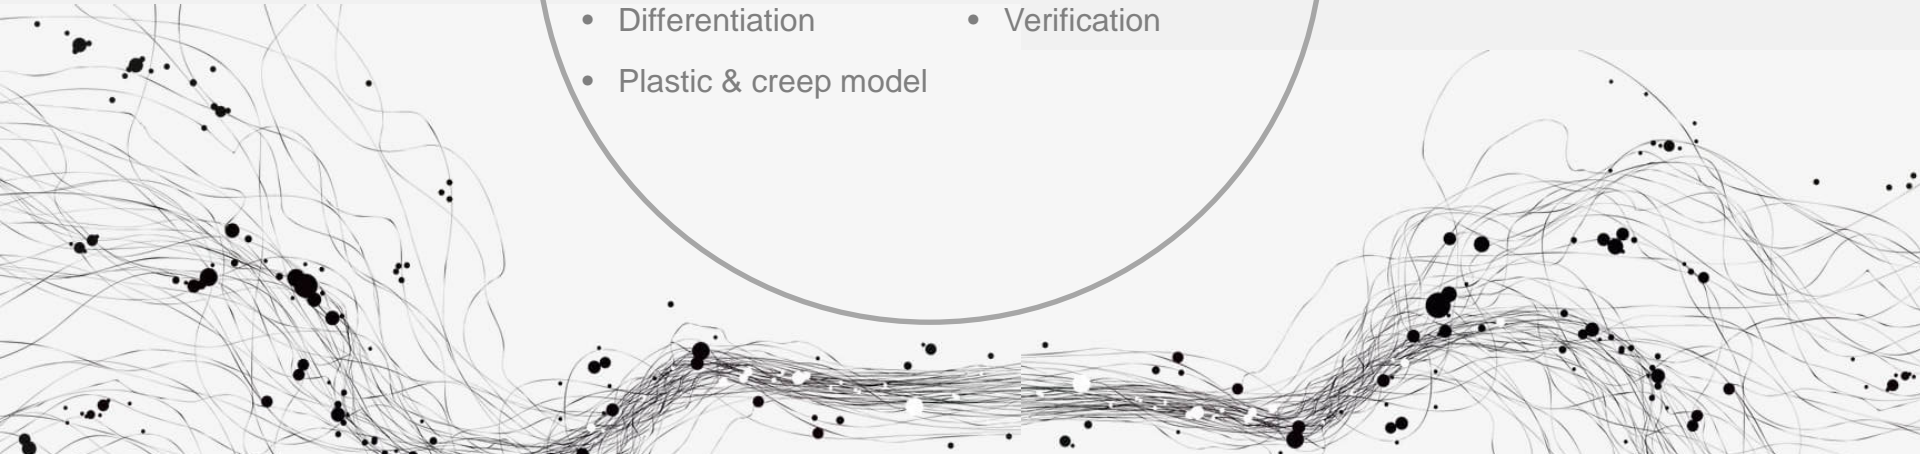 • Differentiation
• Verification
• Plastic & creep model